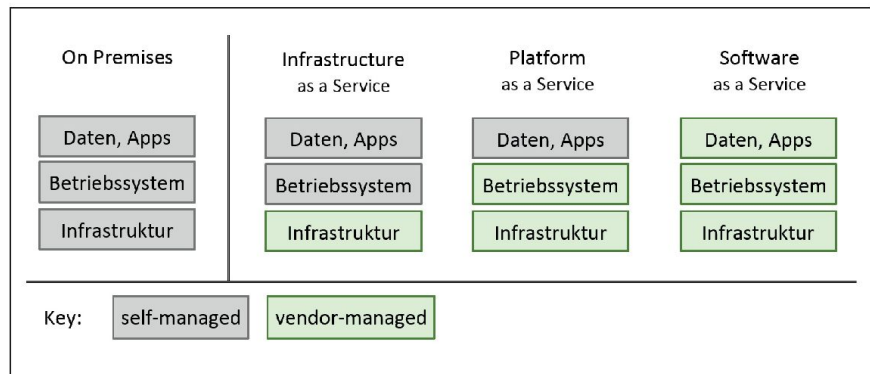 On Premises
Infrastructure
as a Service
Platform
as a Service
Software
as a Service
Daten, Apps
Daten, Apps
Daten, Apps
Daten, Apps
Betriebssystem
Betriebssystem
Betriebssystem
Betriebssystem
Infrastruktur
Infrastruktur
Infrastruktur
Infrastruktur
Key:
self-managed
vendor-managed